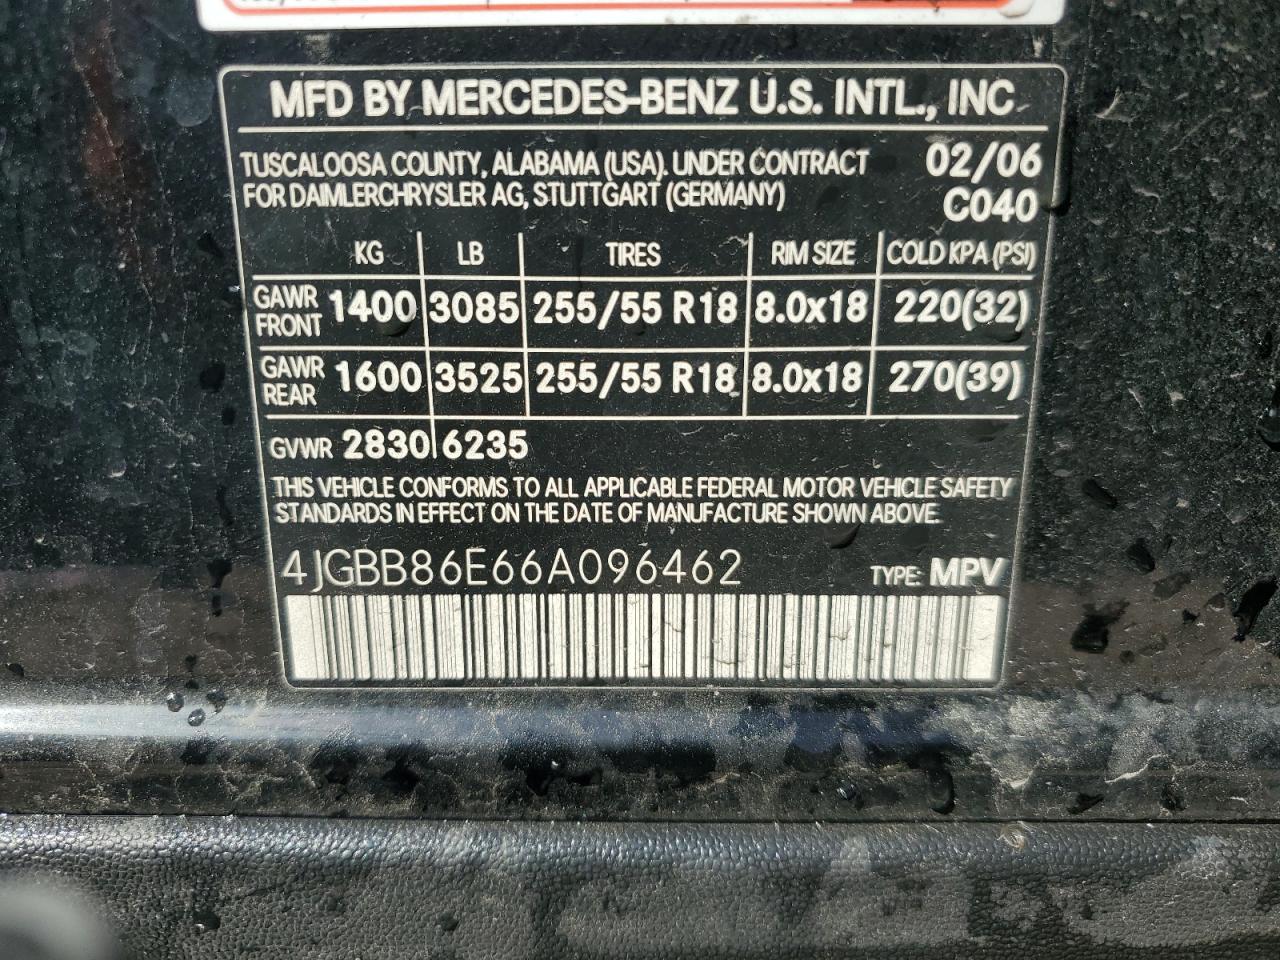 MFD BY MERCEDES-BENZ U.S. INTL., INC
TUSCALOOSA COUNTY, ALABAMA (USA). UNDER CONTRACT 02/06
FOR DAIMLERCHRYSLER AG, STUTTGART (GERMANY) C040
KG LB TIRES RIM SIZE COLD KPA (PSI)
GAWR FRONT 1400 3085 255/55 R18 8.0x18 220(32)
GAWR REAR 1600 3525 255/55 R18 8.0x18 270(39)
GVWR 2830 6235
THIS VEHICLE CONFORMS TO ALL APPLICABLE FEDERAL MOTOR VEHICLE SAFETY
STANDARDS IN EFFECT ON THE DATE OF MANUFACTURE SHOWN ABOVE.
4JGBB86E66A096462 TYPE: MPV